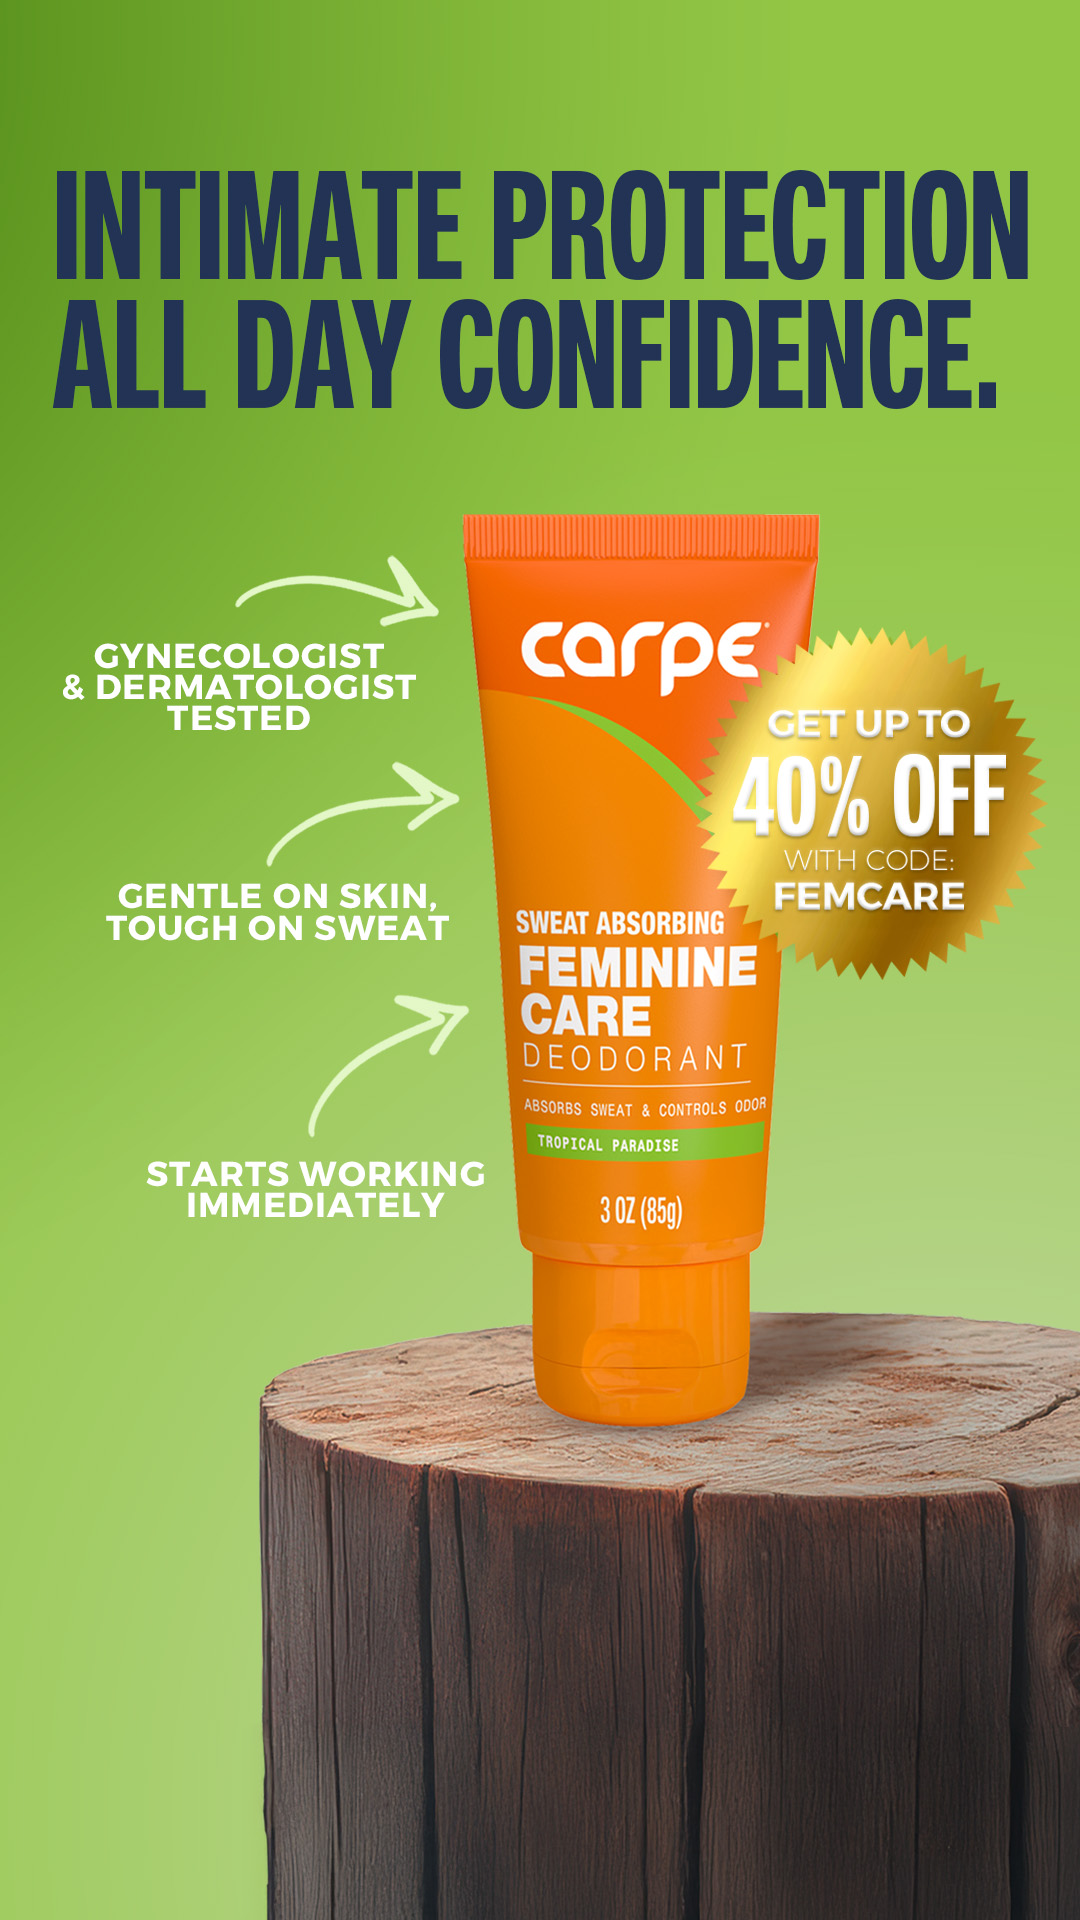 INTIMATE PROTECTION
ALL DAY CONFIDENCE.
GYNECOLOGIST
& DERMATOLOGIST
TESTED
GENTLE ON SKIN,
TOUGH ON SWEAT
STARTS WORKING
IMMEDIATELY
carpe
SWEAT ABSORBING
FEMININE
CARE
DEODORANT
ABSORBS SWEAT & CONTROLS ODOR
TROPICAL PARADISE
3 OZ (85g)
GET UP TO
40% OFF
WITH CODE:
FEMCARE